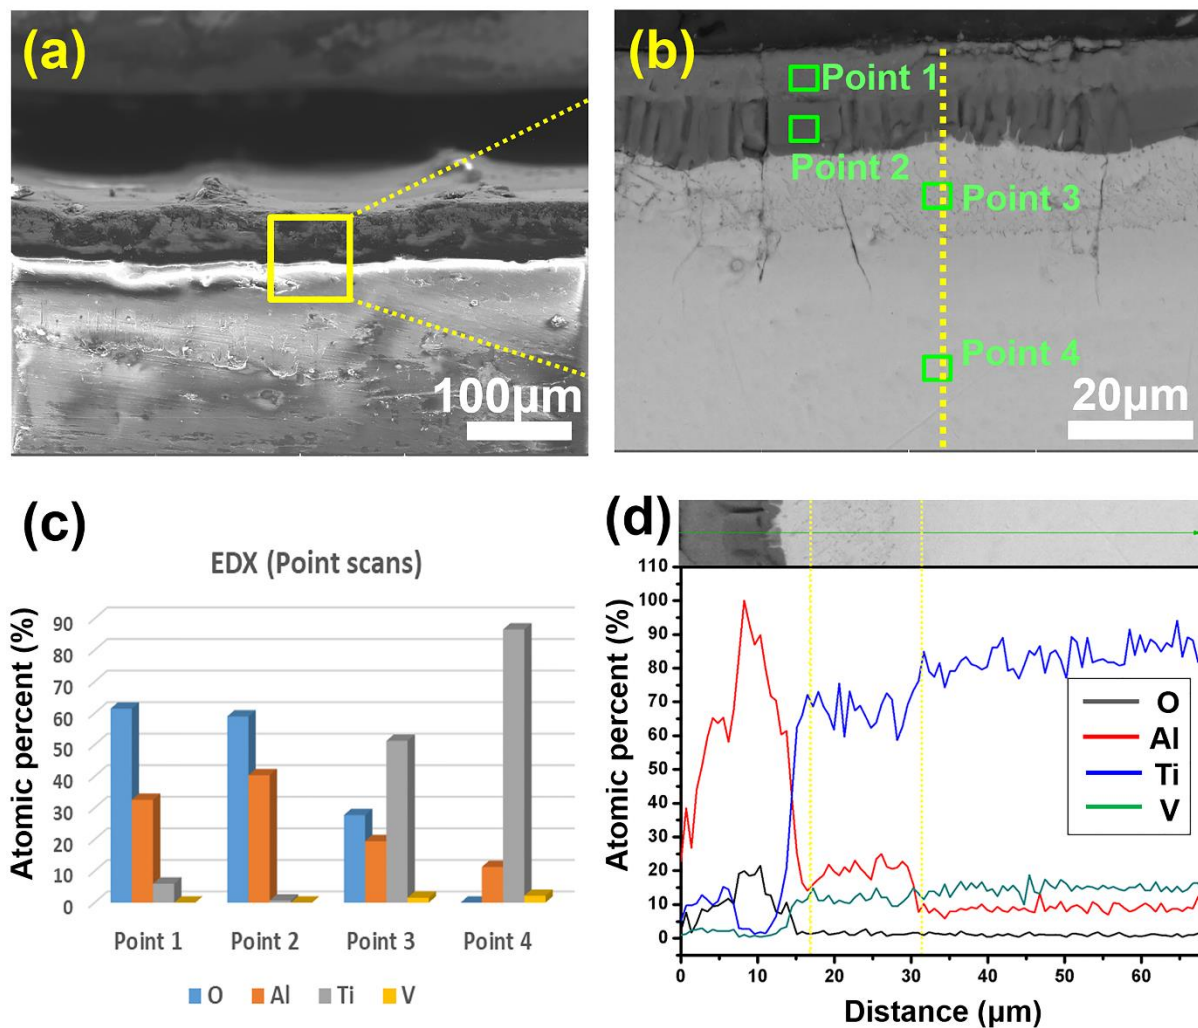 (a)
100µm
(b)
Point 1
Point 2
Point 3
Point 4
20µm
(c)
EDX (Point scans)
Atomic percent (%)
90
80
70
60
50
40
30
20
10
0
Point 1 Point 2 Point 3 Point 4
O Al Ti V
(d)
Atomic percent (%)
110
100
90
80
70
60
50
40
30
20
10
0
O
Al
Ti
V
0 10 20 30 40 50 60
Distance (µm)